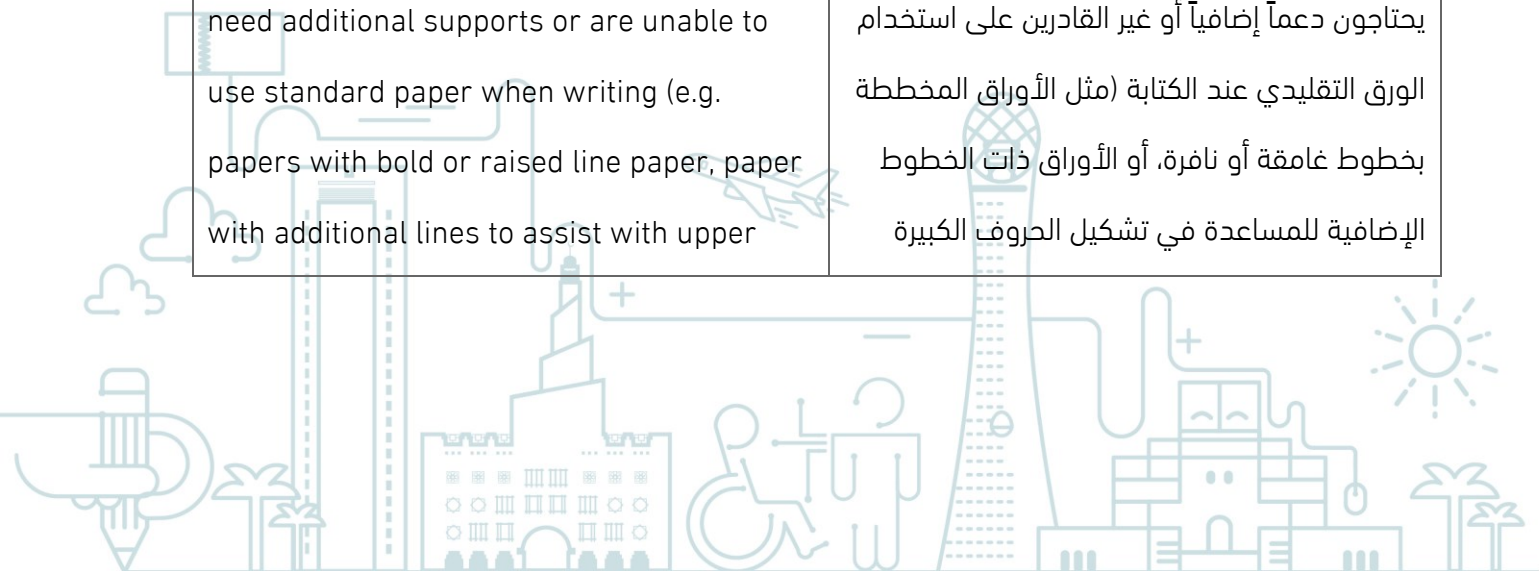 need additional supports or are unable to
use standard paper when writing (e.g.
papers with bold or raised line paper, paper
with additional lines to assist with upper
يحتاجون دعماً إضافياً أو غير القادرين على استخدام
الورق التقليدي عند الكتابة (مثل الأوراق المخططة
بخطوط غامقة أو نافرة، أو الأوراق ذات الخطوط
الإضافية للمساعدة في تشكيل الحروف الكبيرة